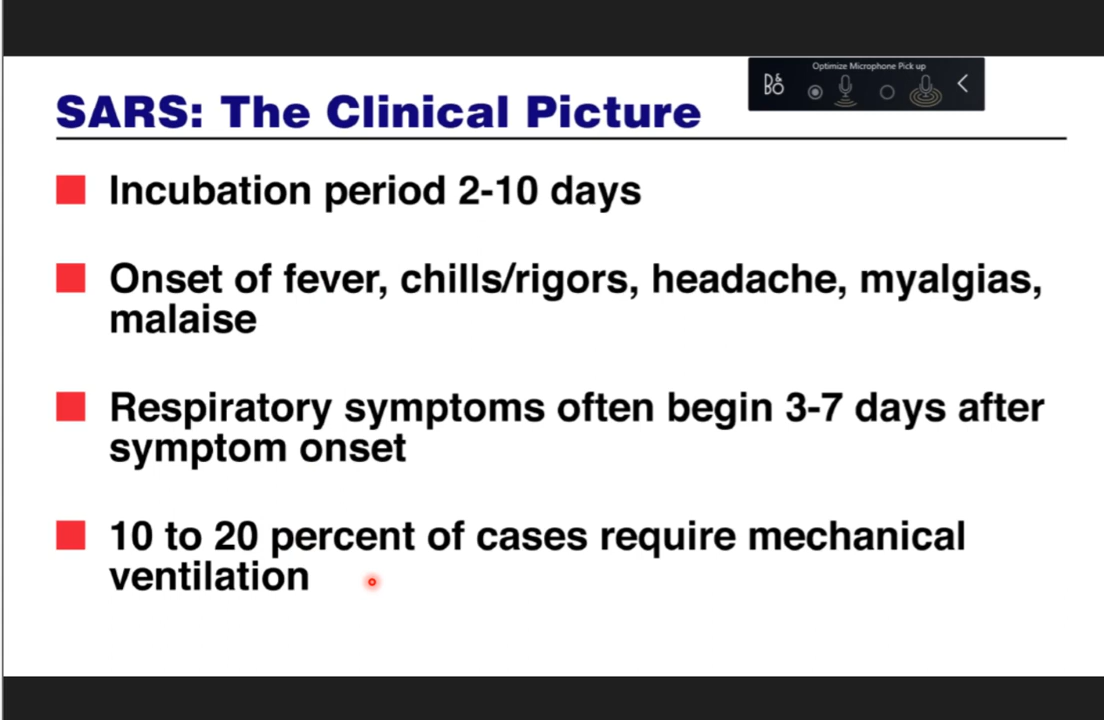 Optimize Microphone Pick up
B&O
SARS: The Clinical Picture
Incubation period 2-10 days
Onset of fever, chills/rigors, headache, myalgias,
malaise
Respiratory symptoms often begin 3-7 days after
symptom onset
10 to 20 percent of cases require mechanical
ventilation